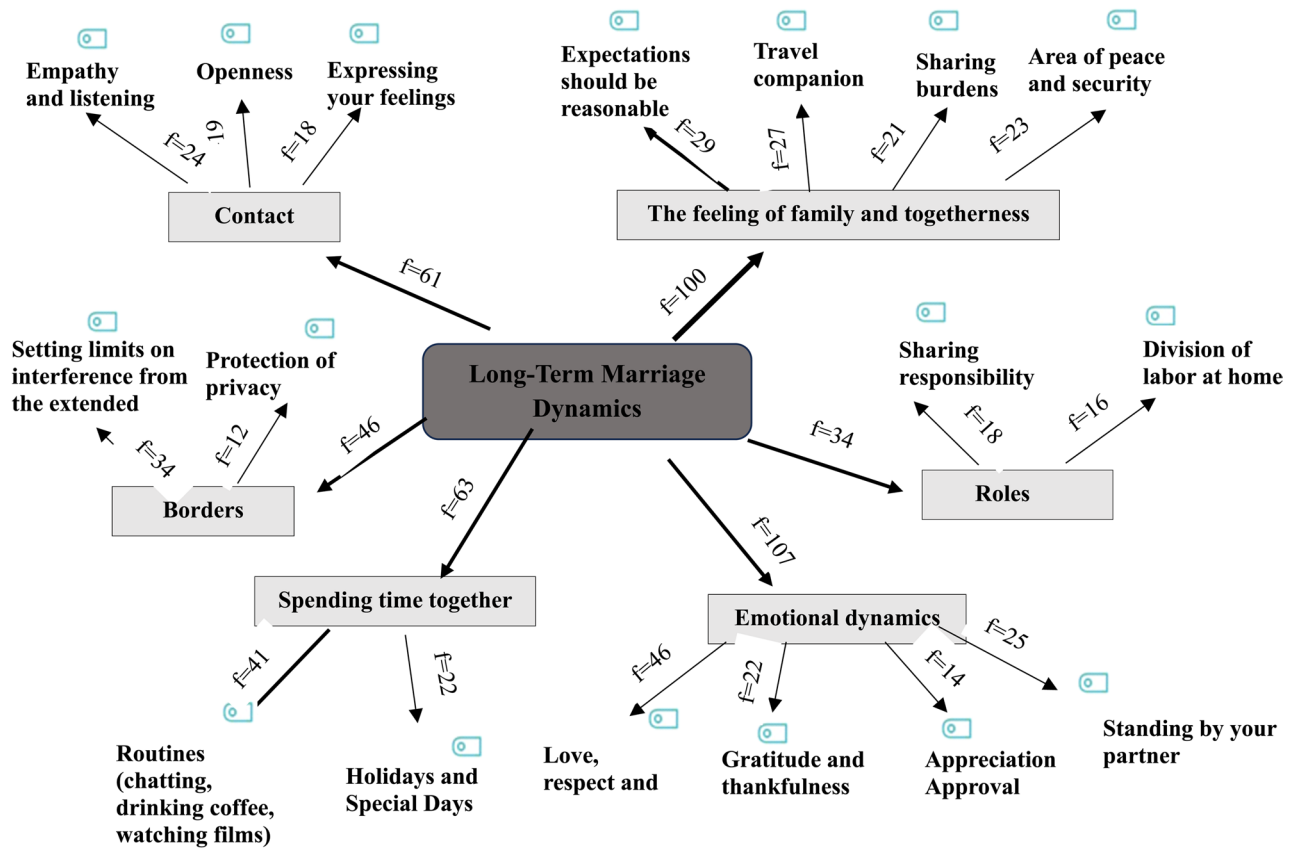 Empathy
and listening
Openness
Expressing
your feelings
Expectations
should be
reasonable
Travel
companion
Sharing
burdens
Area of peace
and security
f=24
19
f=18
f=29
f=27
f=21
f=23
Contact
The feeling of family and togetherness
f=61
f=100
Setting limits on
interference from
the extended
Protection of
privacy
Long-Term Marriage
Dynamics
Sharing
responsibility
Division of
labor at home
f=34
f=12
f=46
f=34
f=18
f=16
Borders
Roles
f=63
f=107
Spending time together
Emotional dynamics
f=41
f=22
f=46
f=22
f=14
f=25
Routines
(chatting,
drinking coffee,
watching films)
Holidays and
Special Days
Love,
respect and
Gratitude and
thankfulness
Appreciation
Approval
Standing by your
partner